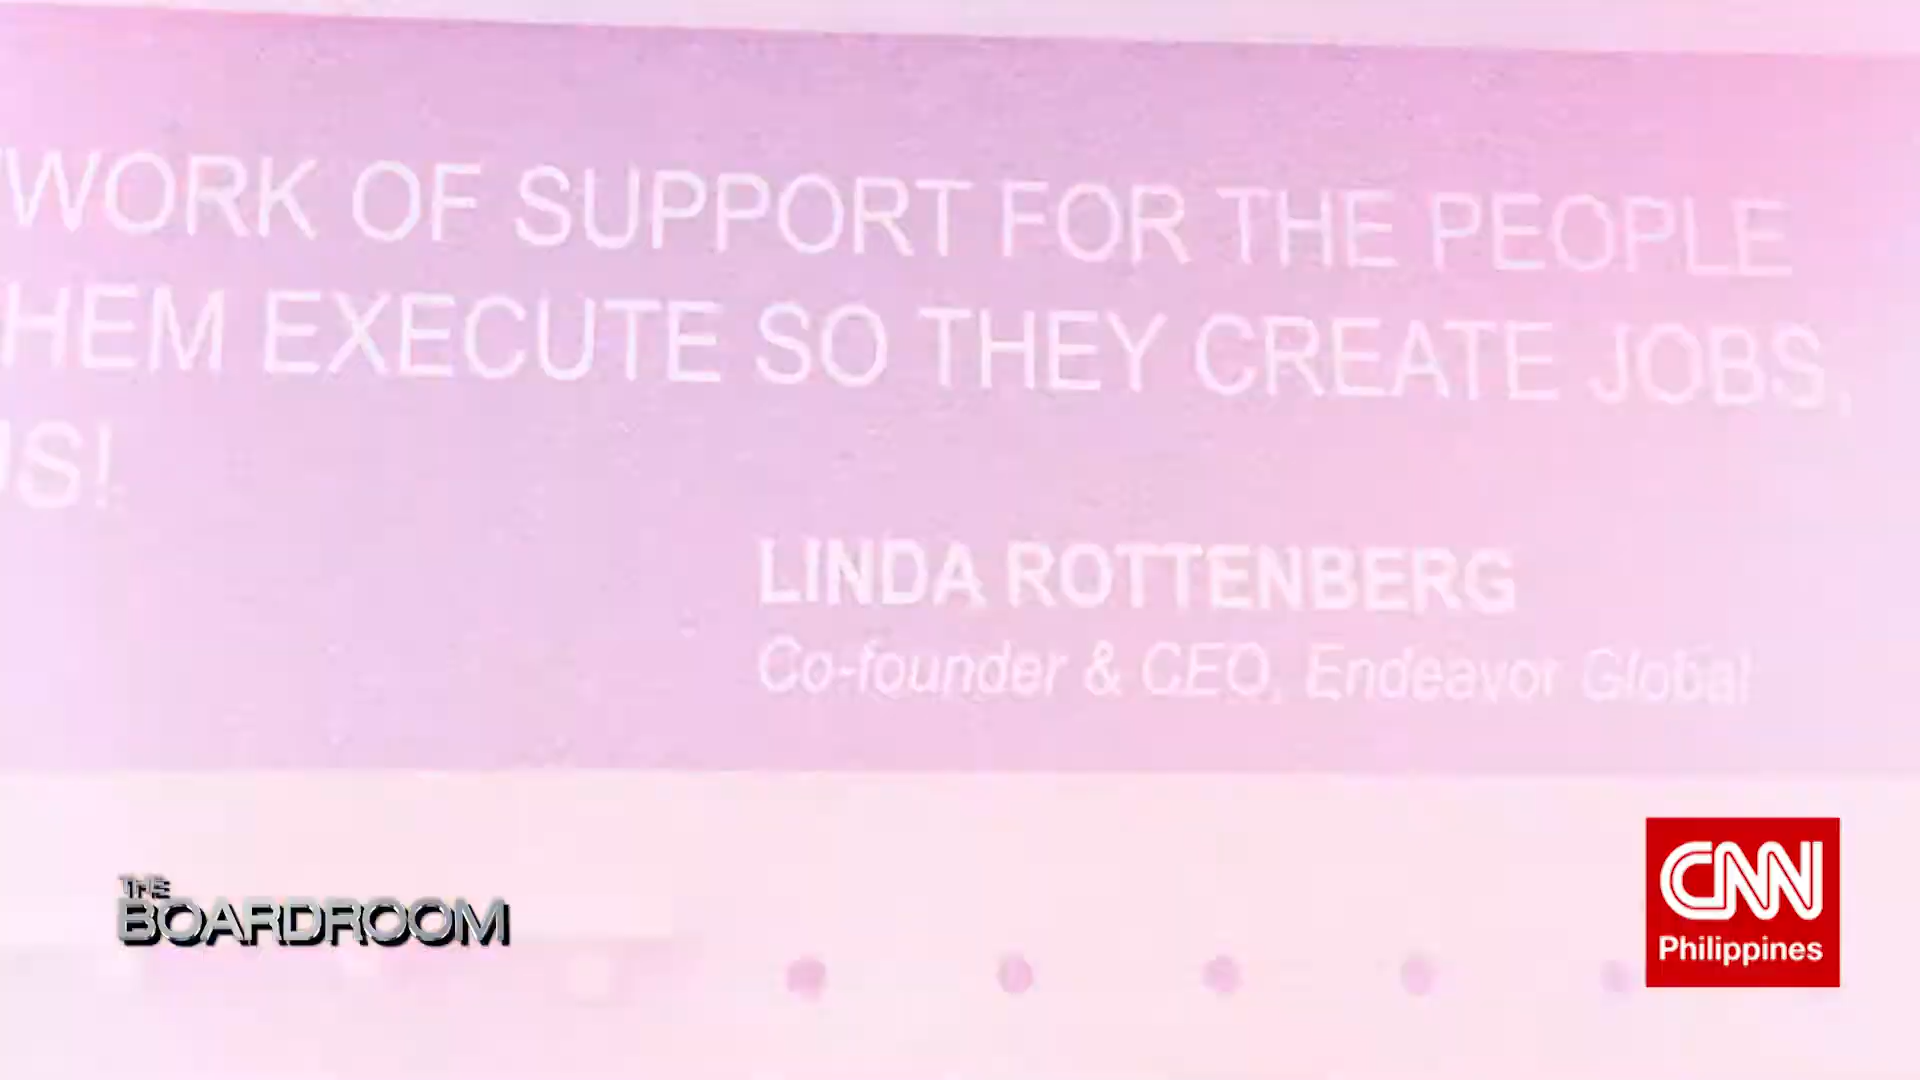 WORK OF SUPPORT FOR THE PEOPLE
HEM EXECUTE SO THEY CREATE JOBS,
US!
LINDA ROTTENBERG
Co-founder & CEO, Endeavor Global
THE
BOARDROOM
CNN
Philippines